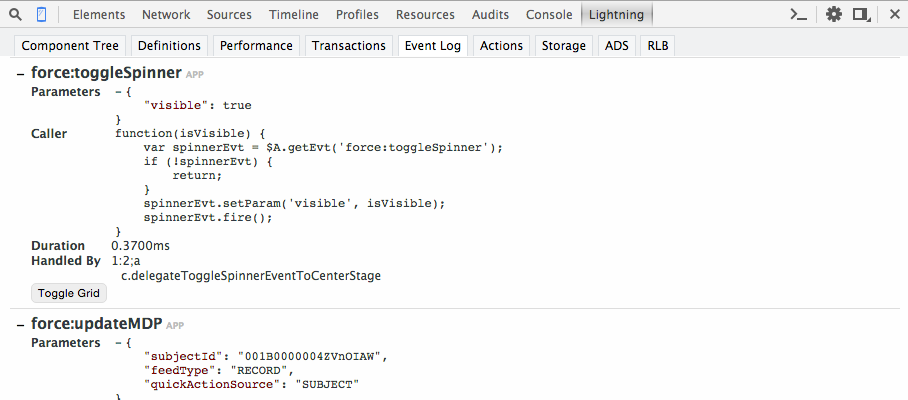 Elements Network Sources Timeline Profiles Resources Audits Console Lightning
Component Tree Definitions Performance Transactions Event Log Actions Storage ADS RLB
– force:toggleSpinner APP
Parameters – {
"visible": true
}
Caller function(isVisible) {
var spinnerEvt = $A.getEvt('force:toggleSpinner');
if (!spinnerEvt) {
return;
}
spinnerEvt.setParam('visible', isVisible);
spinnerEvt.fire();
}
Duration 0.3700ms
Handled By 1:2;a
c.delegateToggleSpinnerEventToCenterStage
Toggle Grid
– force:updateMDP APP
Parameters – {
"subjectId": "001B0000004ZVnOIAW",
"feedType": "RECORD",
"quickActionSource": "SUBJECT"
}